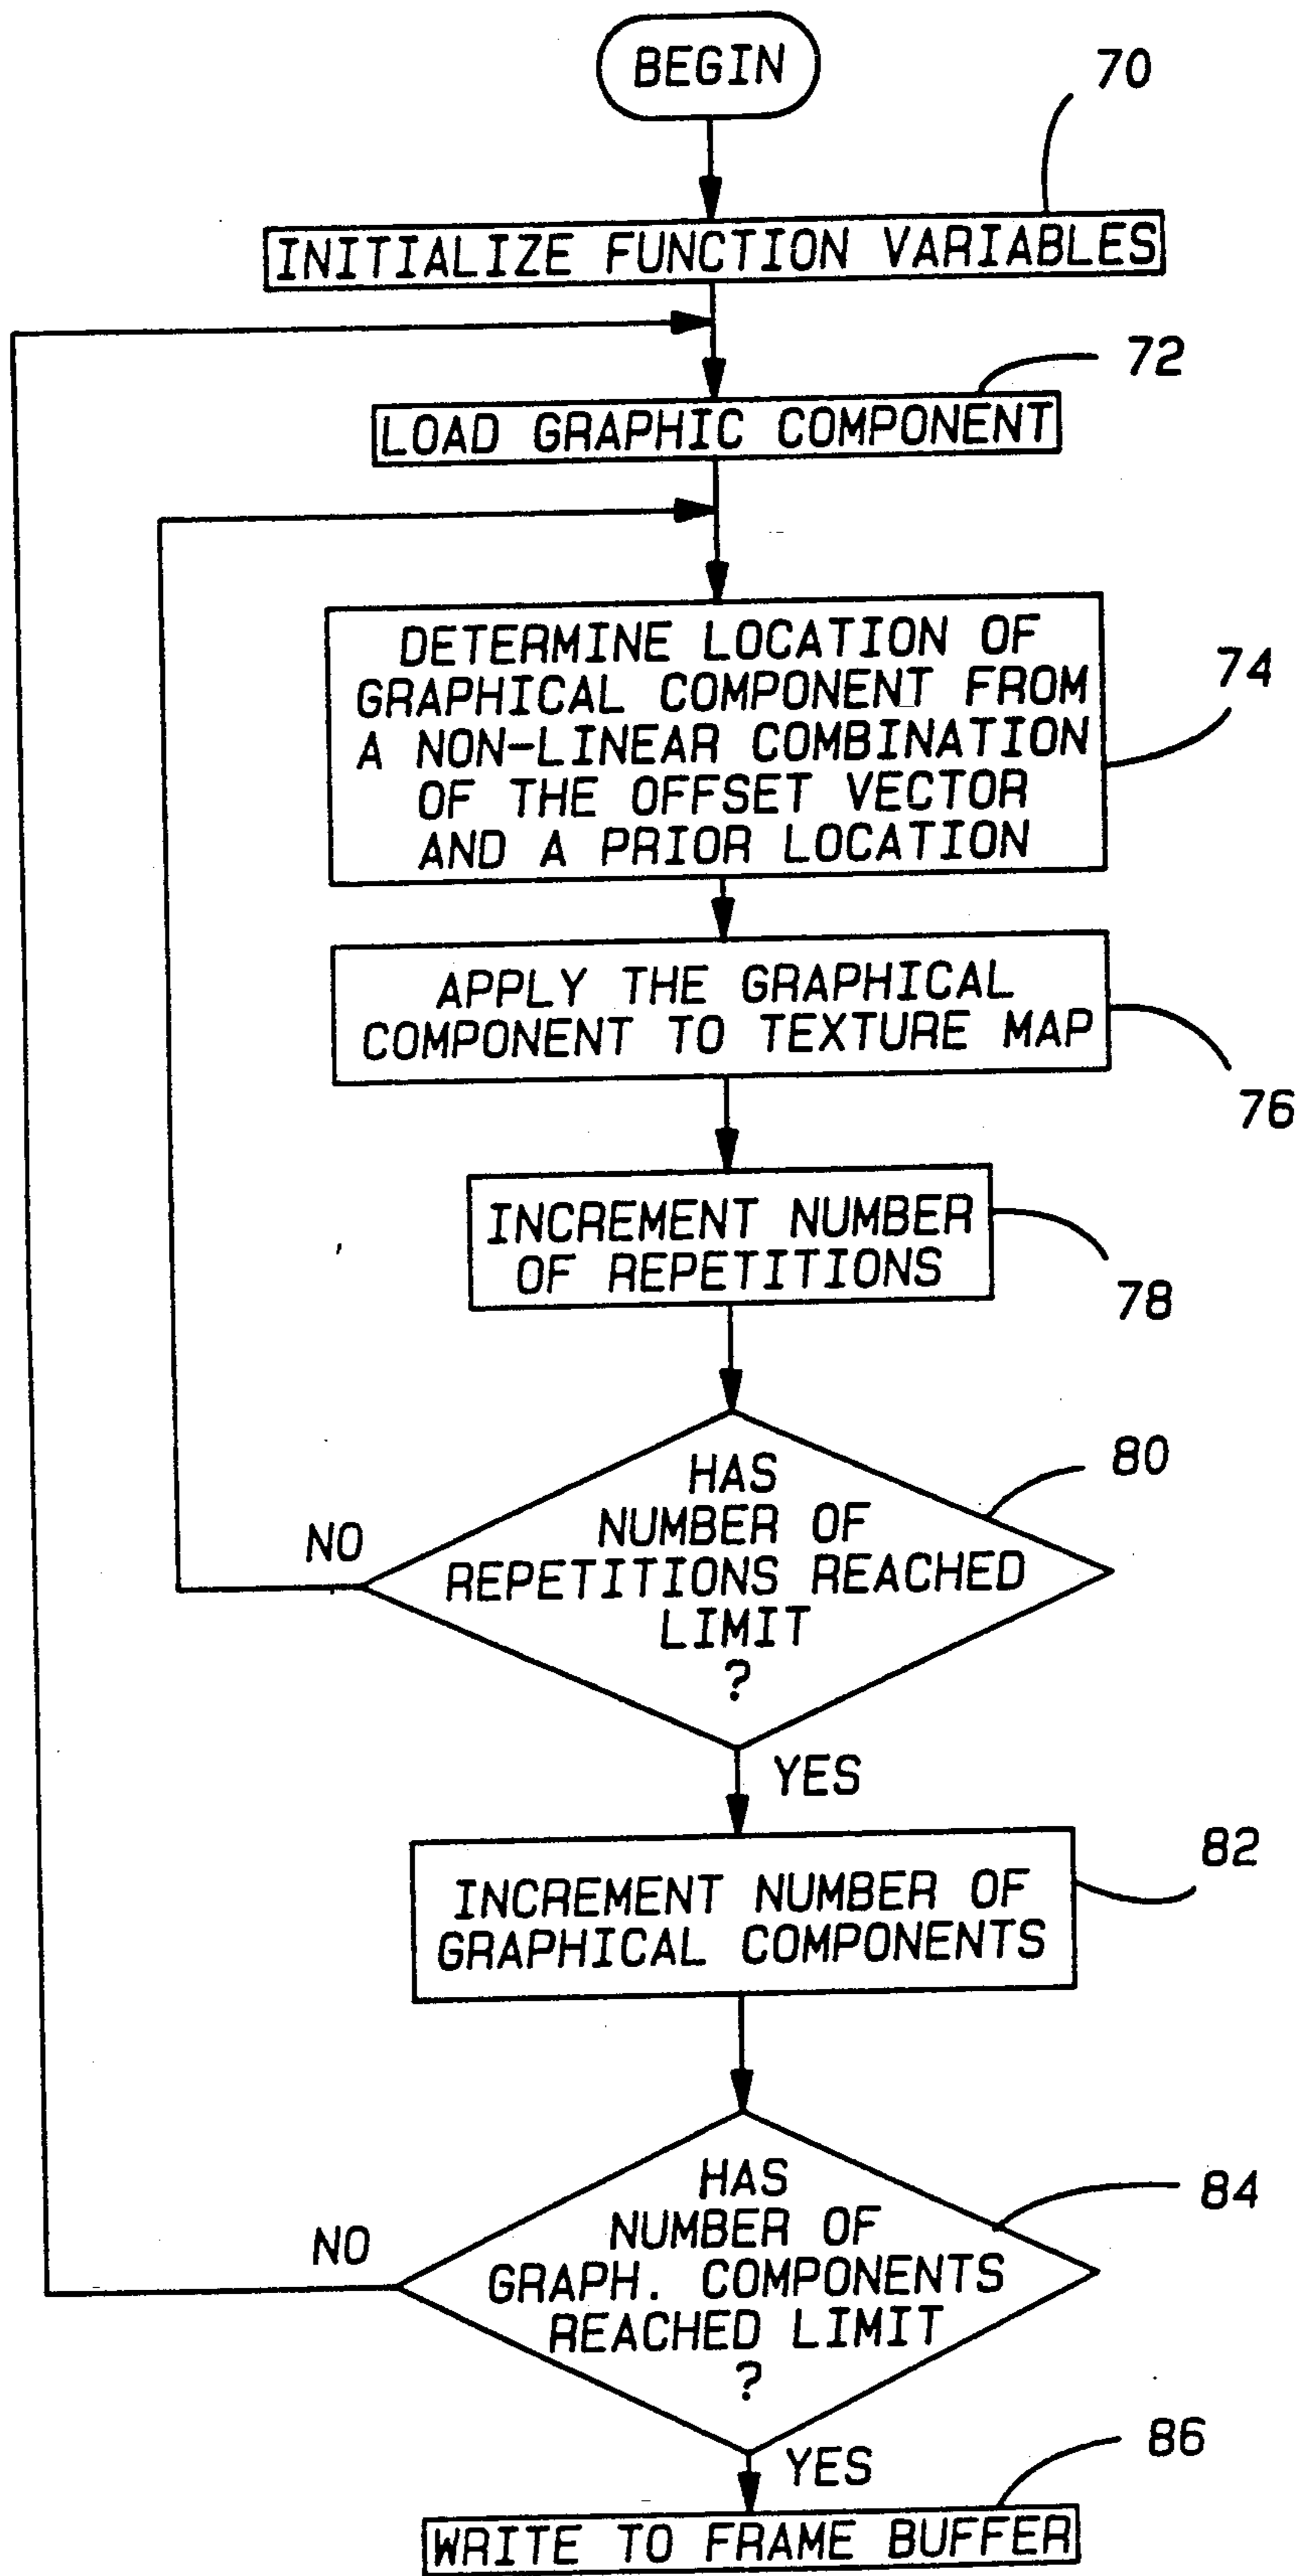 BEGIN
70
INITIALIZE FUNCTION VARIABLES
72
LOAD GRAPHIC COMPONENT
DETERMINE LOCATION OF
GRAPHICAL COMPONENT FROM
A NON-LINEAR COMBINATION
OF THE OFFSET VECTOR
AND A PRIOR LOCATION
74
APPLY THE GRAPHICAL
COMPONENT TO TEXTURE MAP
76
INCREMENT NUMBER
OF REPETITIONS
78
HAS
NUMBER OF
REPETITIONS REACHED
LIMIT
?
80
NO
YES
INCREMENT NUMBER OF
GRAPHICAL COMPONENTS
82
HAS
NUMBER OF
GRAPH. COMPONENTS
REACHED LIMIT
?
84
NO
YES
86
WRITE TO FRAME BUFFER